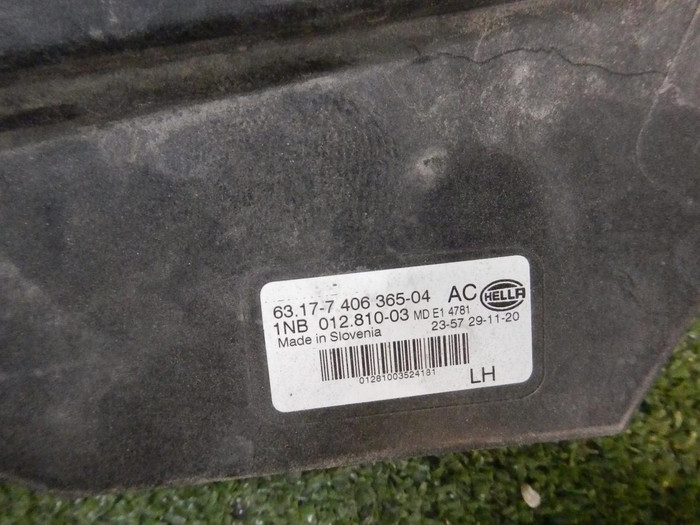 63.17-7 406 365-04 AC HELLA
1NB 012.810-03 MD E1 4781
Made in Slovenia 23-57 29-11-20
01281003524181
LH